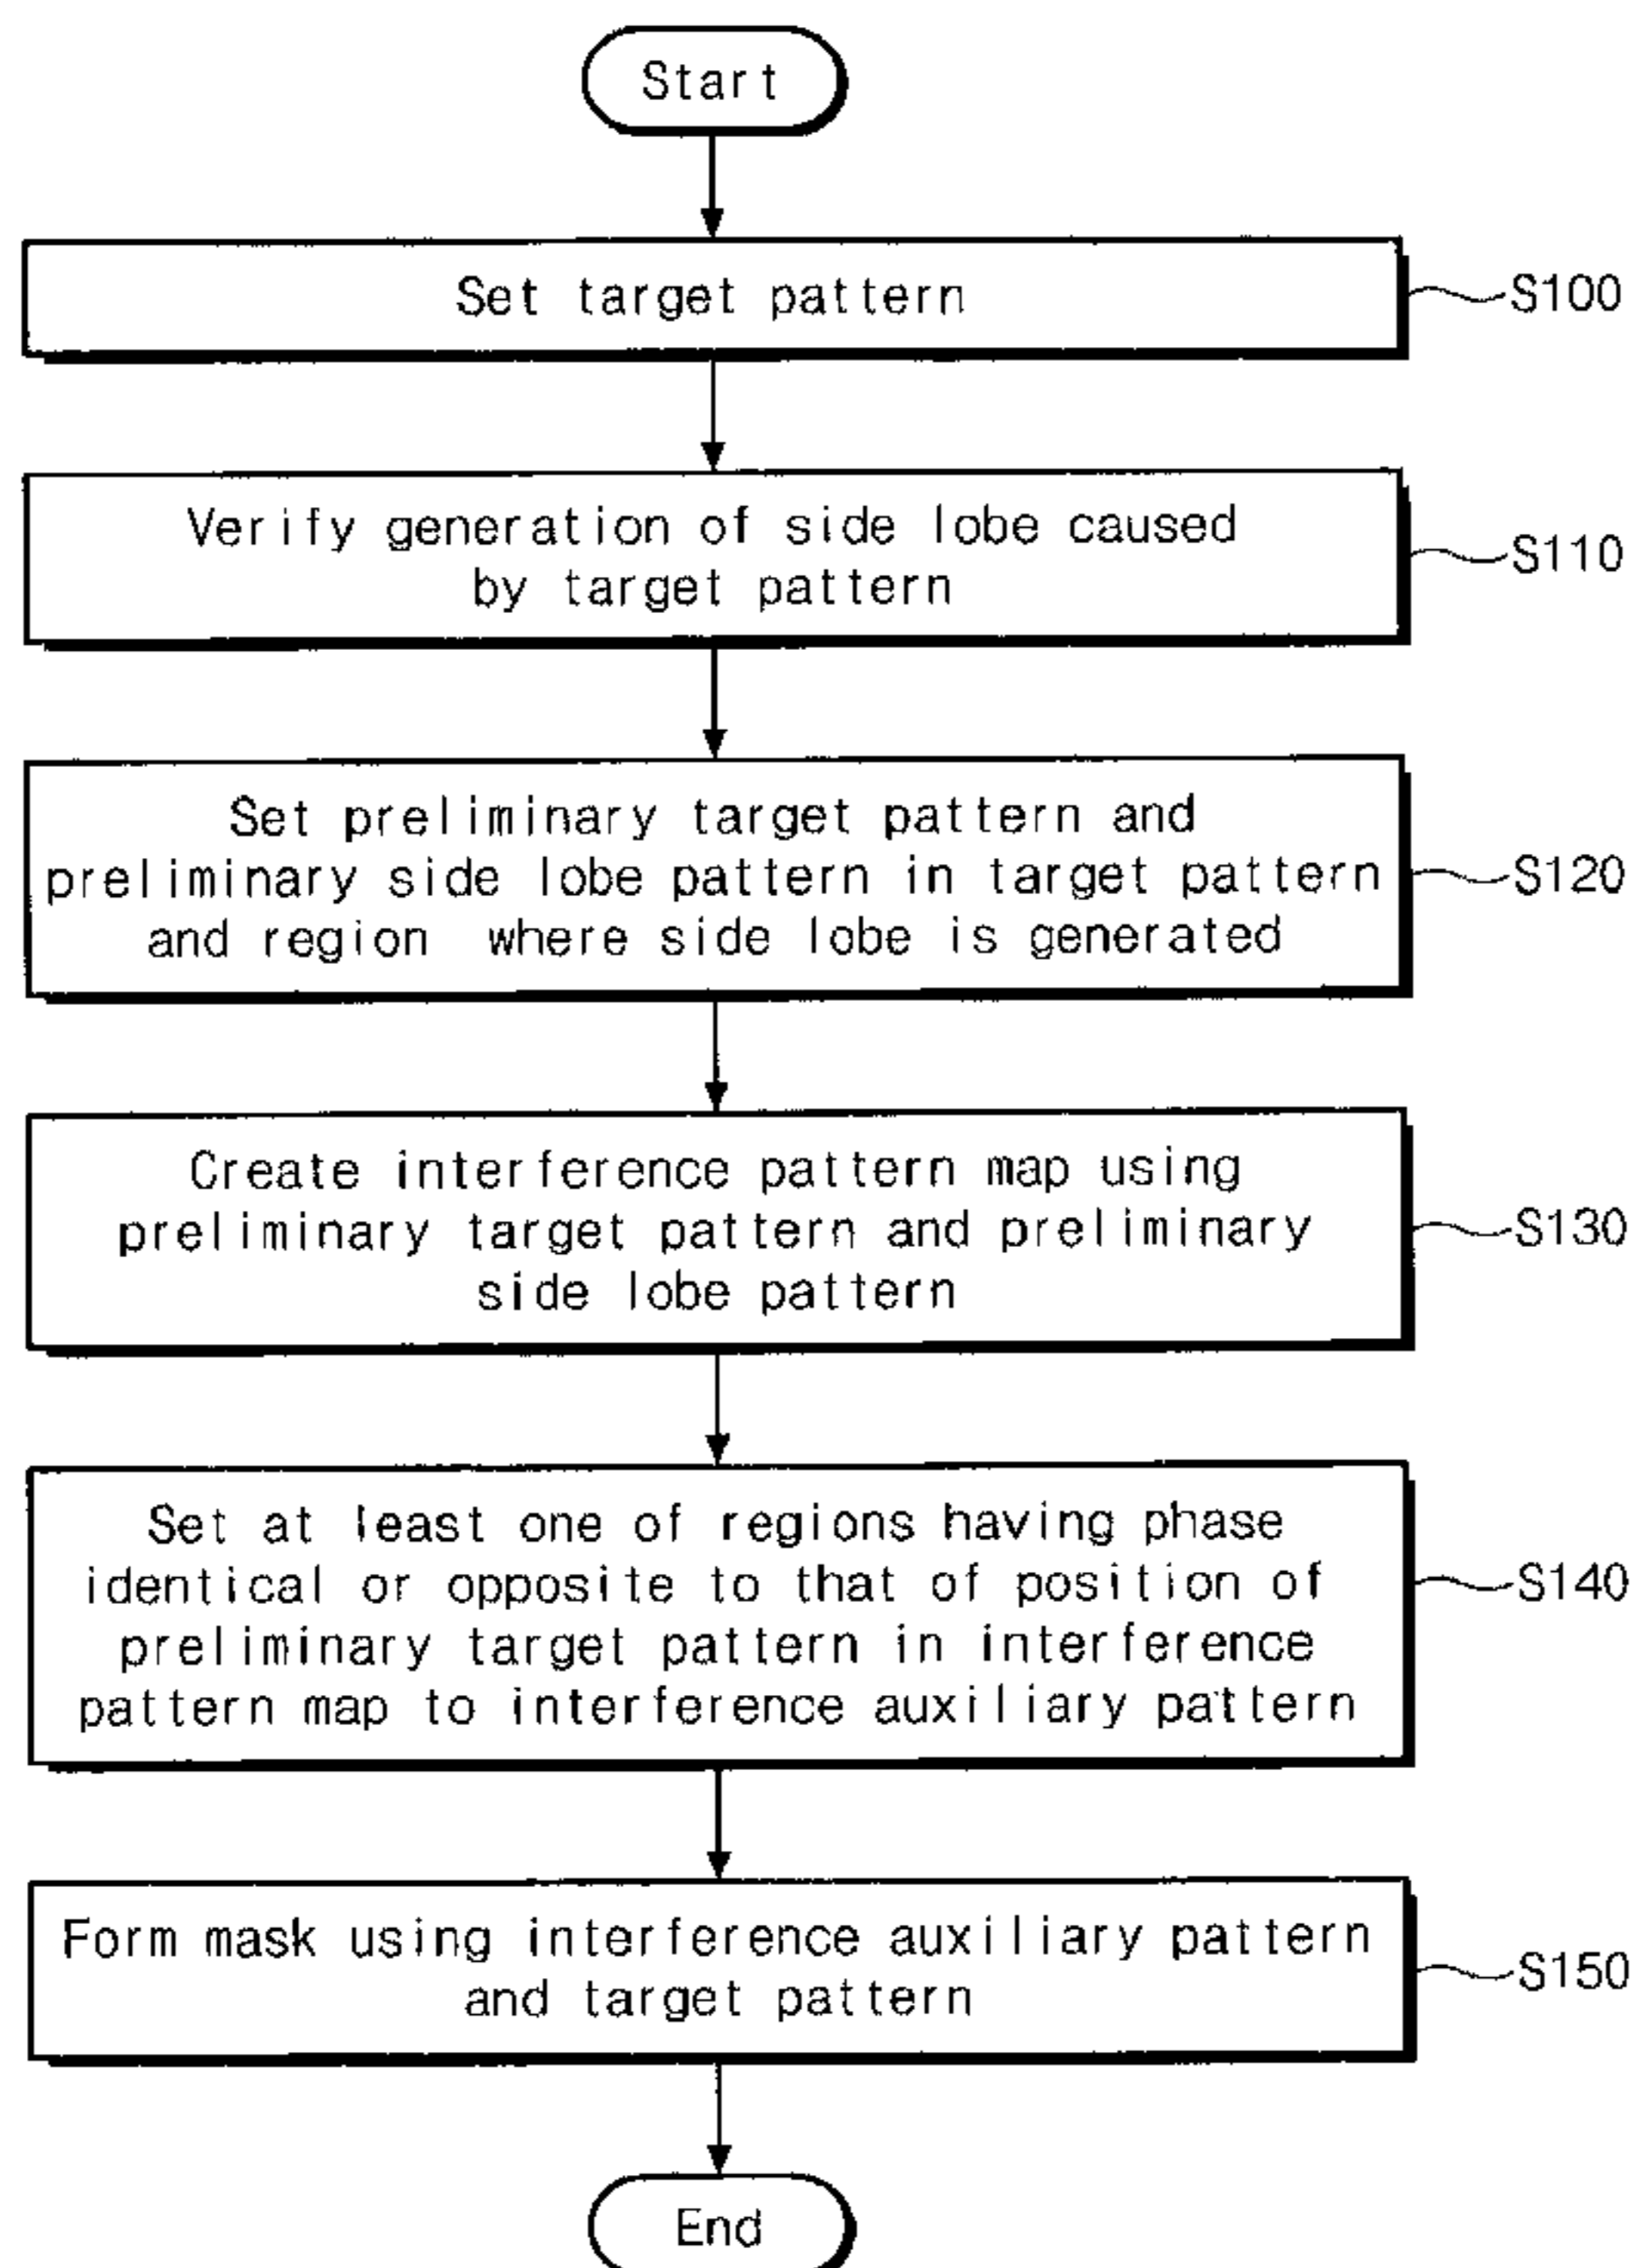 Start
Set target pattern
S100
Verify generation of side lobe caused
by target pattern
S110
Set preliminary target pattern and
preliminary side lobe pattern in target pattern
and region where side lobe is generated
S120
Create interference pattern map using
preliminary target pattern and preliminary
side lobe pattern
S130
Set at least one of regions having phase
identical or opposite to that of position of
preliminary target pattern in interference
pattern map to interference auxiliary pattern
S140
Form mask using interference auxiliary pattern
and target pattern
S150
End